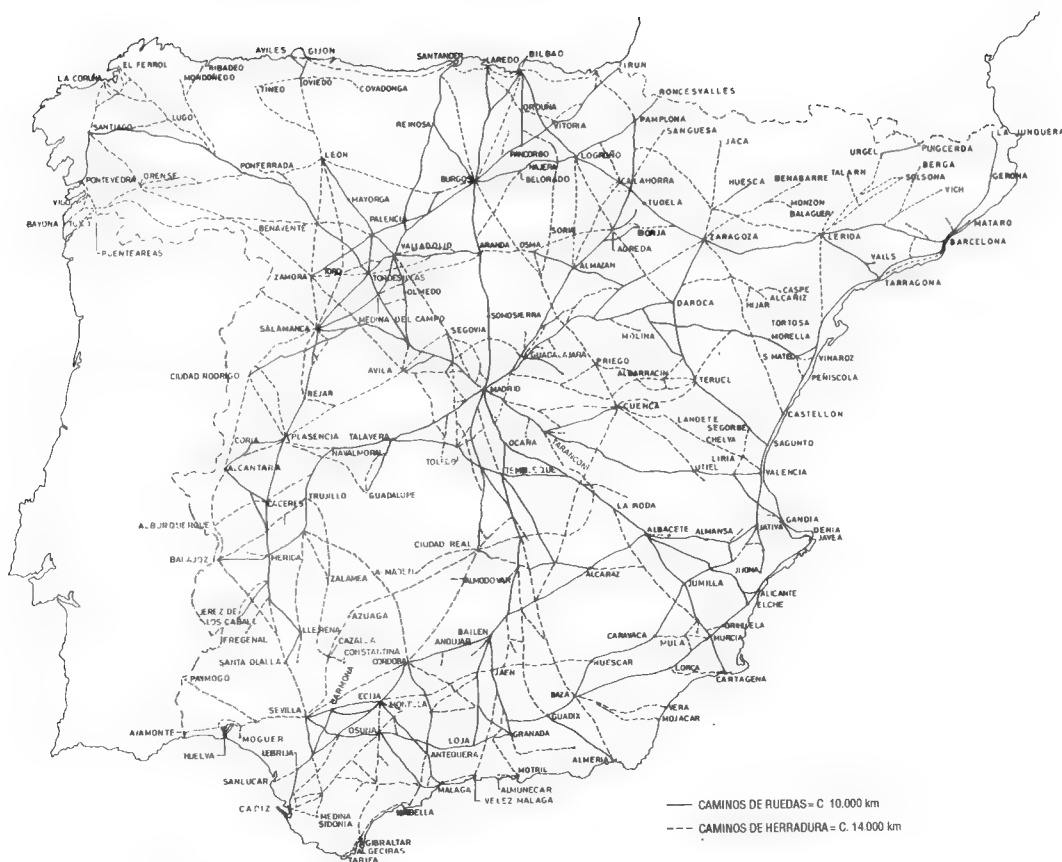 AVILES
GIJON
SANTANDER
LAREDO
BILBAO
IRUN
EL FERROL
RIBADEO
LA CORUÑA
MONDOÑEDO
TINEO
OVIEDO
COVADONGA
RONCESVALLES
ORDUÑA
SANTIAGO
LUGO
REINOSA
VITORIA
PAMPLONA
SANGUESA
LA JUNQUERA
LEON
PANCORBO
LOGROÑO
JACA
URGEL
PUIGCERDA
PONFERRADA
BERGA
NAJERA
PONTEVEDRA
ORENSE
BURGOS
BELORADO
CALAHORRA
HUESCA
BENABARRE
TALARN
SOLSONA
GERONA
VIGO
MAYORGA
TUDELA
MONZON
VICH
BAYONA
TUY
PALENCIA
BALAGUER
BENAVENTE
SORIA
BORJA
MATARO
VALLADOLID
ARANDA
OSMA
AGREDA
ZARAGOZA
LERIDA
BARCELONA
PUENTEAREAS
VALLS
ZAMORA
TORO
TORDESILLAS
ALMAZAN
TARRAGONA
OLMEDO
CASPE
ALCAÑIZ
HIJAR
DAROCA
SALAMANCA
MEDINA DEL CAMPO
SEGOVIA
SOMOSIERRA
MOLINA
TORTOSA
MORELLA
GUADALAJARA
PRIEGO
S. MATEO
VINAROZ
CIUDAD RODRIGO
AVILA
ALBARRACIN
TERUEL
PEÑISCOLA
BEJAR
MADRID
CUENCA
LANDETE
CASTELLON
SEGORBE
CORIA
PLASENCIA
TALAVERA
OCAÑA
TARANCON
CHELVA
SAGUNTO
NAVALMORAL
TOLEDO
LIRIA
ALCANTARA
TEMBLEQUE
UTIEL
VALENCIA
CACERES
TRUJILLO
GUADALUPE
LA RODA
ALBURQUERQUE
GANDIA
ALBACETE
ALMANSA
JATIVA
DENIA
CIUDAD REAL
JAVEA
BADAJOZ
MERIDA
ALMADEN
ZALAMEA
ALMODOVAR
ALCARAZ
JIJONA
JUMILLA
ALICANTE
JEREZ DE
LOS CABALL
AZUAGA
ELCHE
FREGENAL
LLERENA
BAILEN
ORIHUELA
CAZALLA
ANDUJAR
CARAVACA
MULA
MURCIA
CONSTANTINA
SANTA OLALLA
CORDOBA
HUESCAR
LORCA
PAYMOGO
JAEN
CARTAGENA
CARMONA
ECIJA
BAZA
SEVILLA
MONTILLA
VERA
GUADIX
MOJACAR
AYAMONTE
MOGUER
OSUNA
LOJA
GRANADA
HUELVA
LEBRIJA
ANTEQUERA
ALMERIA
SANLUCAR
MOTRIL
MALAGA
ALMUÑECAR
VELEZ MALAGA
CADIZ
MEDINA
SIDONIA
MARBELLA
GIBRALTAR
ALGECIRAS
TARIFA
CAMINOS DE RUEDAS = C 10.000 km
CAMINOS DE HERRADURA = C. 14.000 km